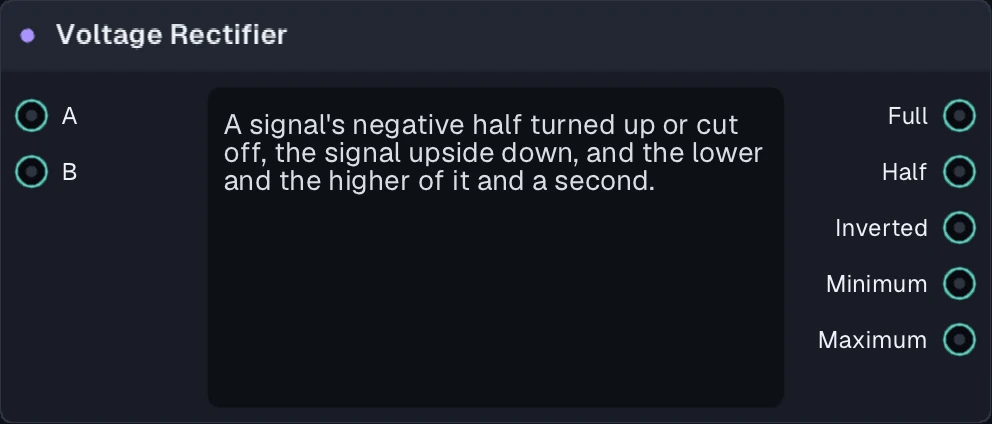 Voltage Rectifier
A
B
A signal's negative half turned up or cut
off, the signal upside down, and the lower
and the higher of it and a second.
Full
Half
Inverted
Minimum
Maximum